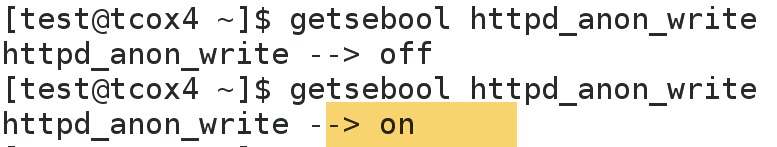 [test@tcox4 ~]$ getsebool httpd_anon_write
httpd_anon_write --> off
[test@tcox4 ~]$ getsebool httpd_anon_write
httpd_anon_write --> on